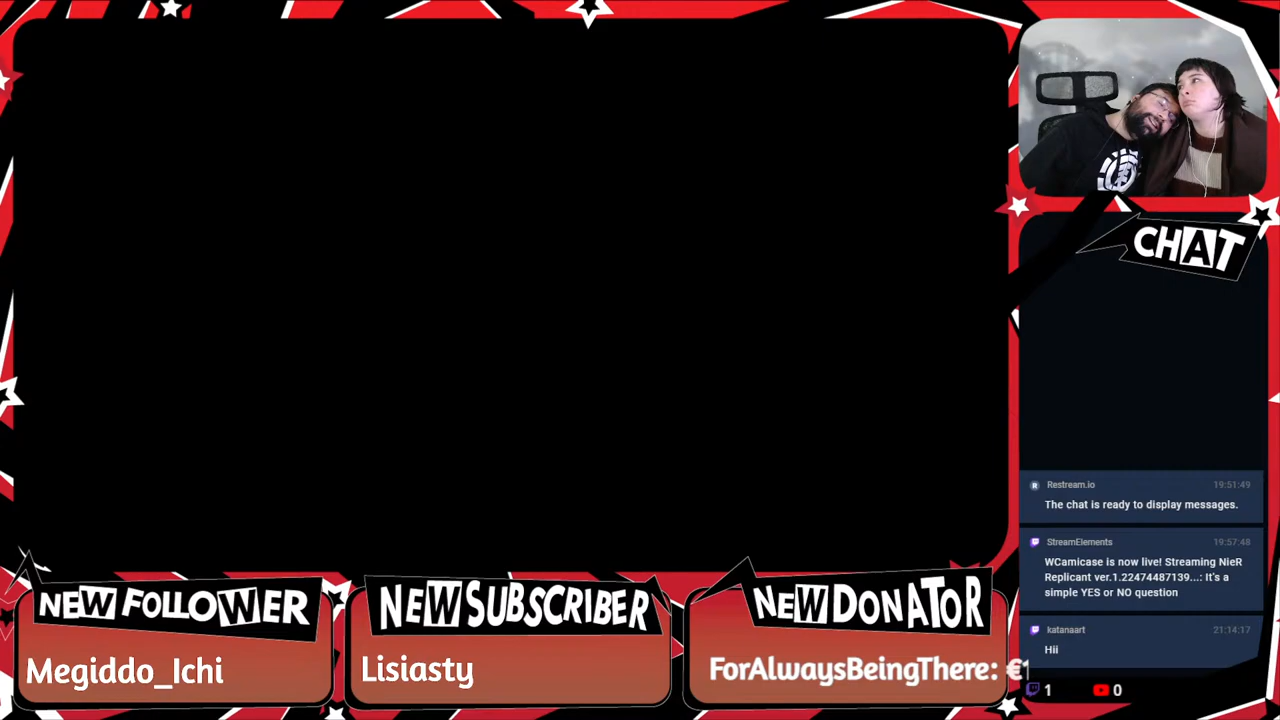 CHAT
Restream.io 19:51:49
The chat is ready to display messages.
StreamElements 19:57:48
WCamicase is now live! Streaming NieR
Replicant ver.1.22474487139...: It's a
simple YES or NO question
katanaart 21:14:17
Hii
1 0
NEW FOLLOWER
Megiddo_Ichi
NEW SUBSCRIBER
Lisiasty
NEW DONATOR
ForAlwaysBeingThere: €